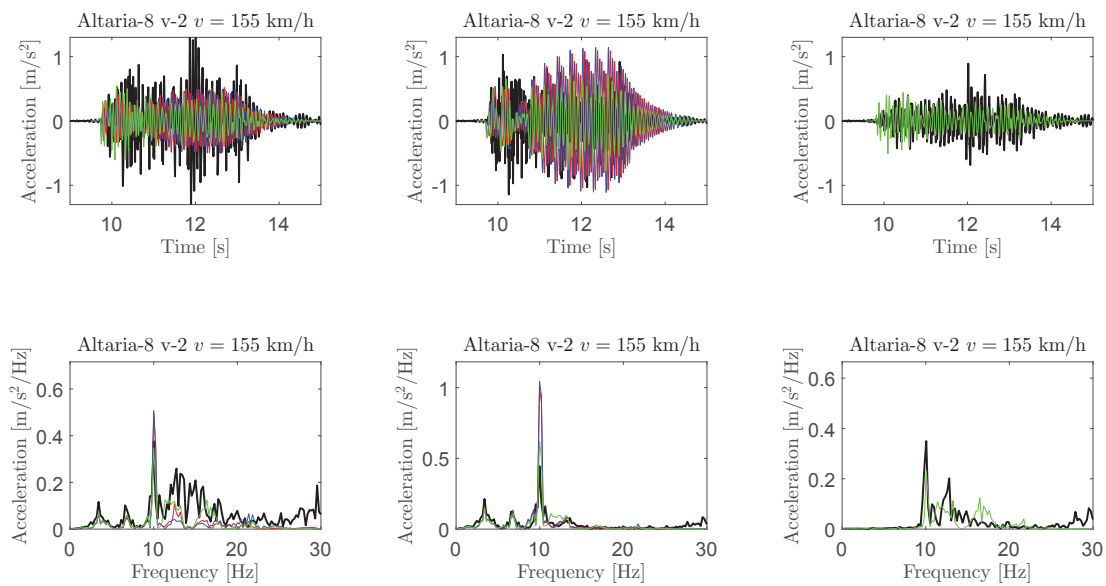 Altaria-8 v-2 v = 155 km/h
Acceleration [m/s²]
1
0
-1
10 12 14
Time [s]
Altaria-8 v-2 v = 155 km/h
Acceleration [m/s²]
1
0
-1
10 12 14
Time [s]
Altaria-8 v-2 v = 155 km/h
Acceleration [m/s²]
1
0
-1
10 12 14
Time [s]
Altaria-8 v-2 v = 155 km/h
Acceleration [m/s²/Hz]
0.6
0.4
0.2
0
0 10 20 30
Frequency [Hz]
Altaria-8 v-2 v = 155 km/h
Acceleration [m/s²/Hz]
1
0.5
0
0 10 20 30
Frequency [Hz]
Altaria-8 v-2 v = 155 km/h
Acceleration [m/s²/Hz]
0.6
0.4
0.2
0
0 10 20 30
Frequency [Hz]